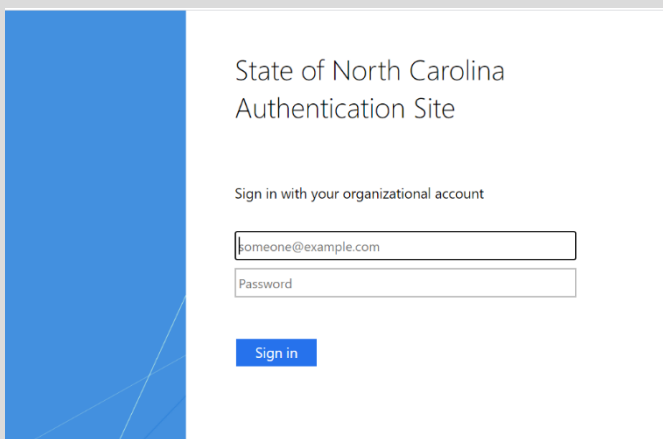 State of North Carolina
Authentication Site
Sign in with your organizational account
someone@example.com
Password
Sign in